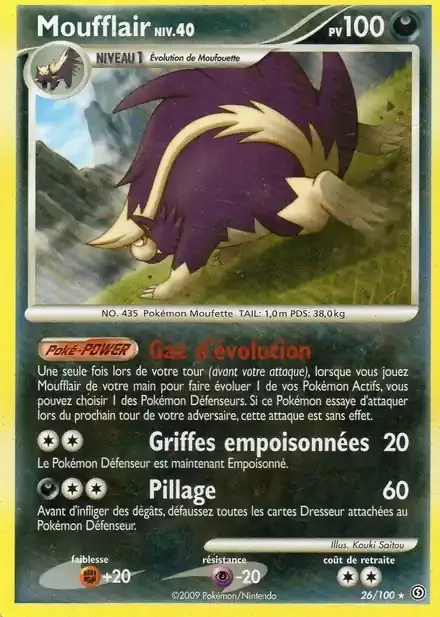 Moufflair NIV.40 PV 100
NIVEAU 1 Évolution de Moufouette
NO. 435 Pokémon Moufette TAIL: 1,0m PDS: 38,0kg
Poké-POWER Gaz d'évolution
Une seule fois lors de votre tour (avant votre attaque), lorsque vous jouez
Moufflair de votre main pour faire évoluer 1 de vos Pokémon Actifs, vous
pouvez choisir 1 des Pokémon Défenseurs. Si ce Pokémon essaye d'attaquer
lors du prochain tour de votre adversaire, cette attaque est sans effet.
Griffes empoisonnées 20
Le Pokémon Défenseur est maintenant Empoisonné.
Pillage 60
Avant d'infliger des dégâts, défaussez toutes les cartes Dresseur attachées au
Pokémon Défenseur.
Illus. Kouki Saitou
faiblesse résistance coût de retraite
+20 -20
©2009 Pokémon/Nintendo 26/100 ★